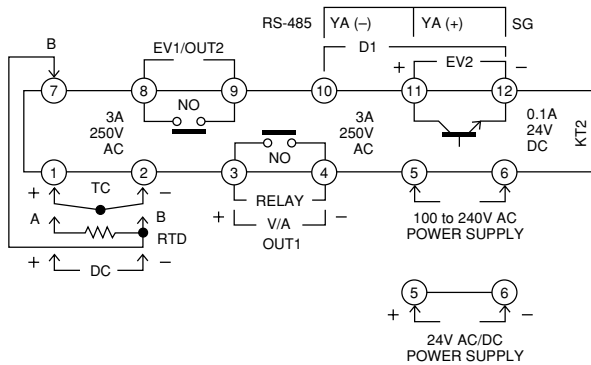 RS-485 YA (–) YA (+) SG
B EV1/OUT2 D1
+ EV2 –
7 8 9 10 11 12
3A 250V AC
NO
3A 250V AC
0.1A 24V DC
KT2
1 2 3 4 5 6
NO
+ TC –
A B
RTD
+ DC –
RELAY
+ V/A –
OUT1
100 to 240V AC
POWER SUPPLY
5 6
+ –
24V AC/DC
POWER SUPPLY